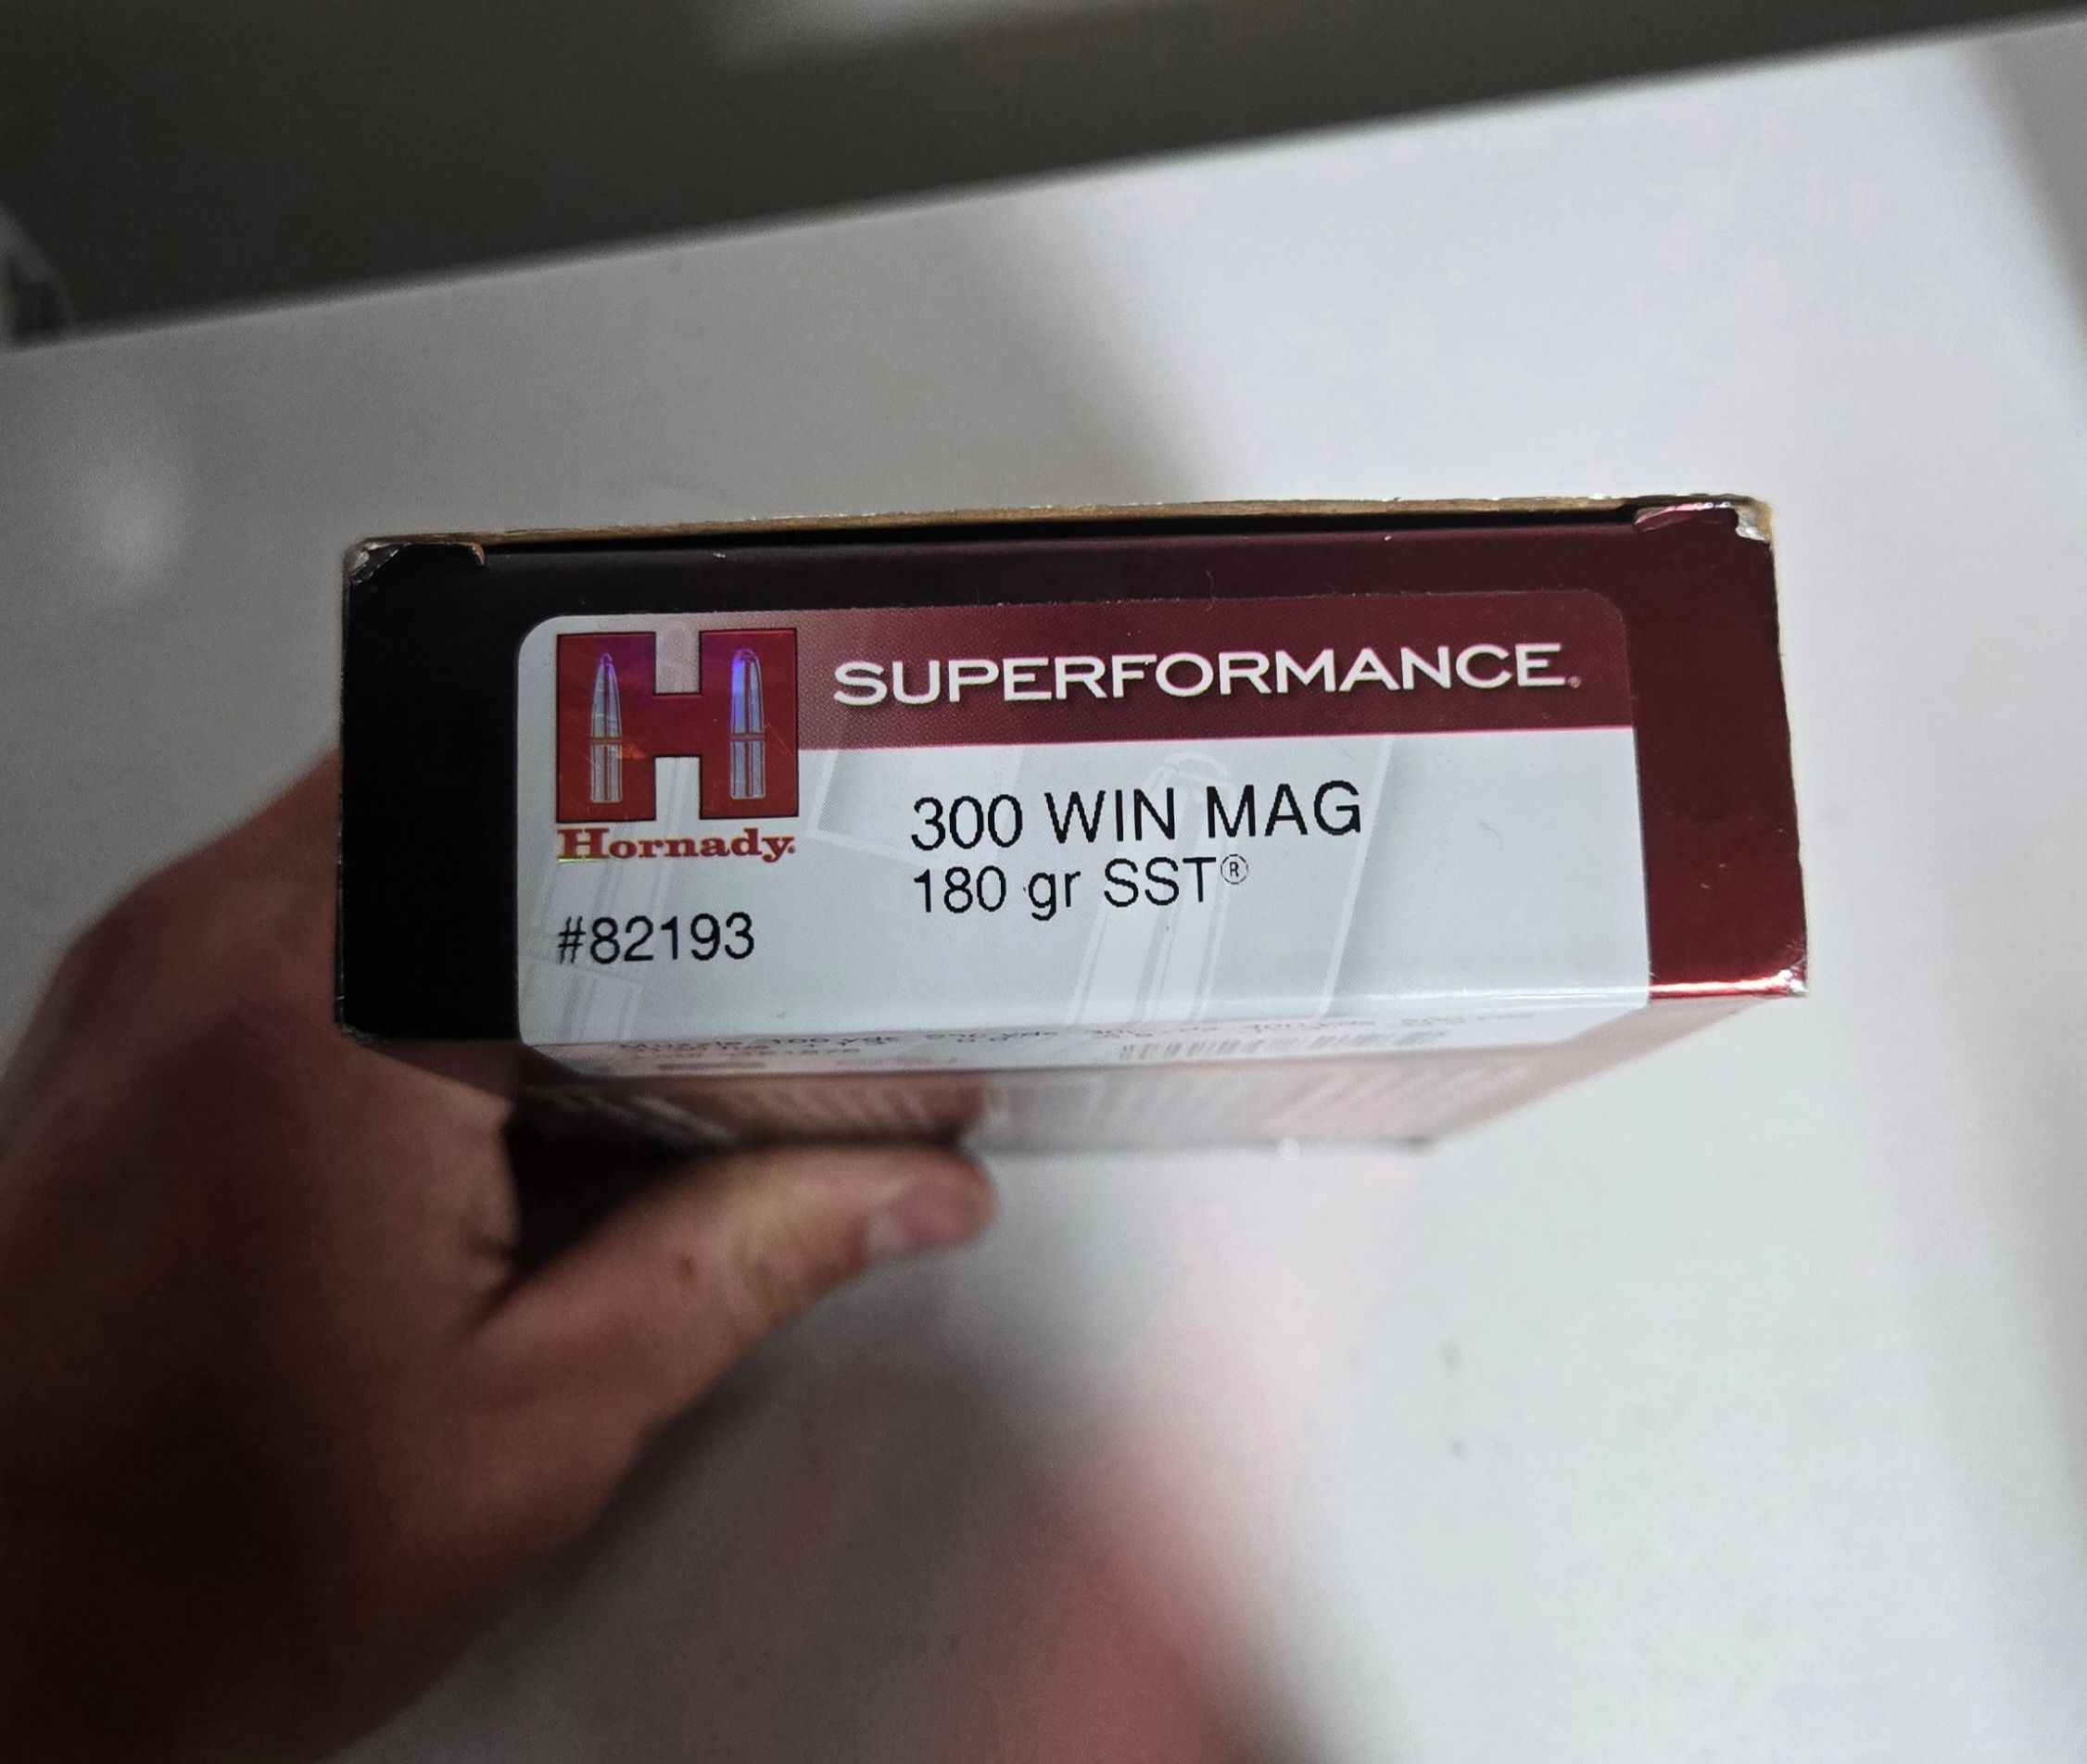 SUPERFORMANCE®
Hornady®
300 WIN MAG
180 gr SST®
#82193